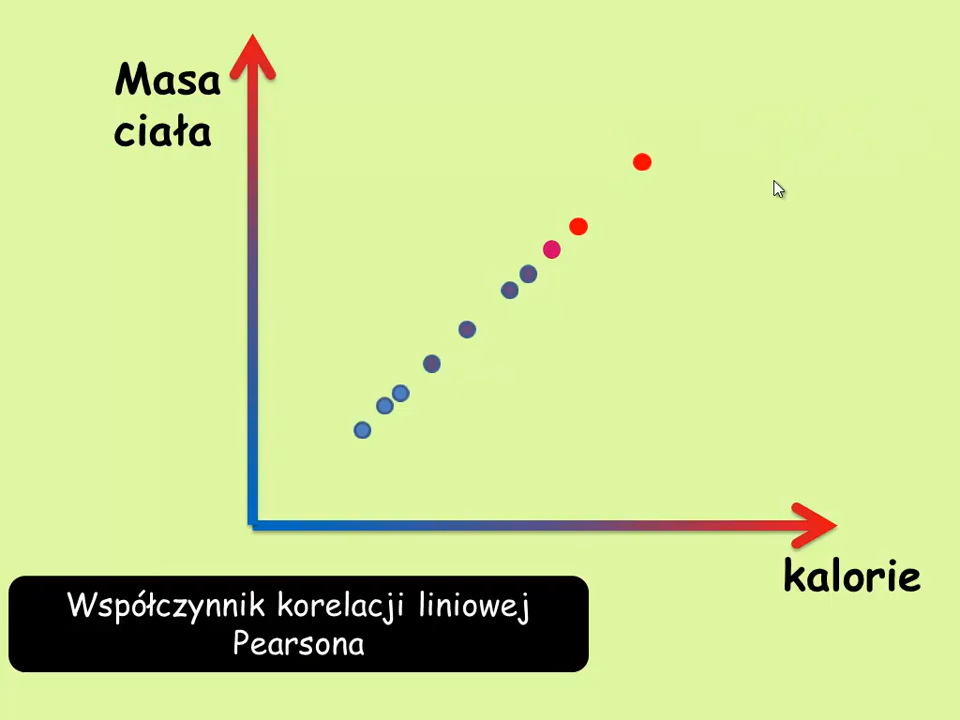 Masa
ciała
kalorie
Współczynnik korelacji liniowej
Pearsona